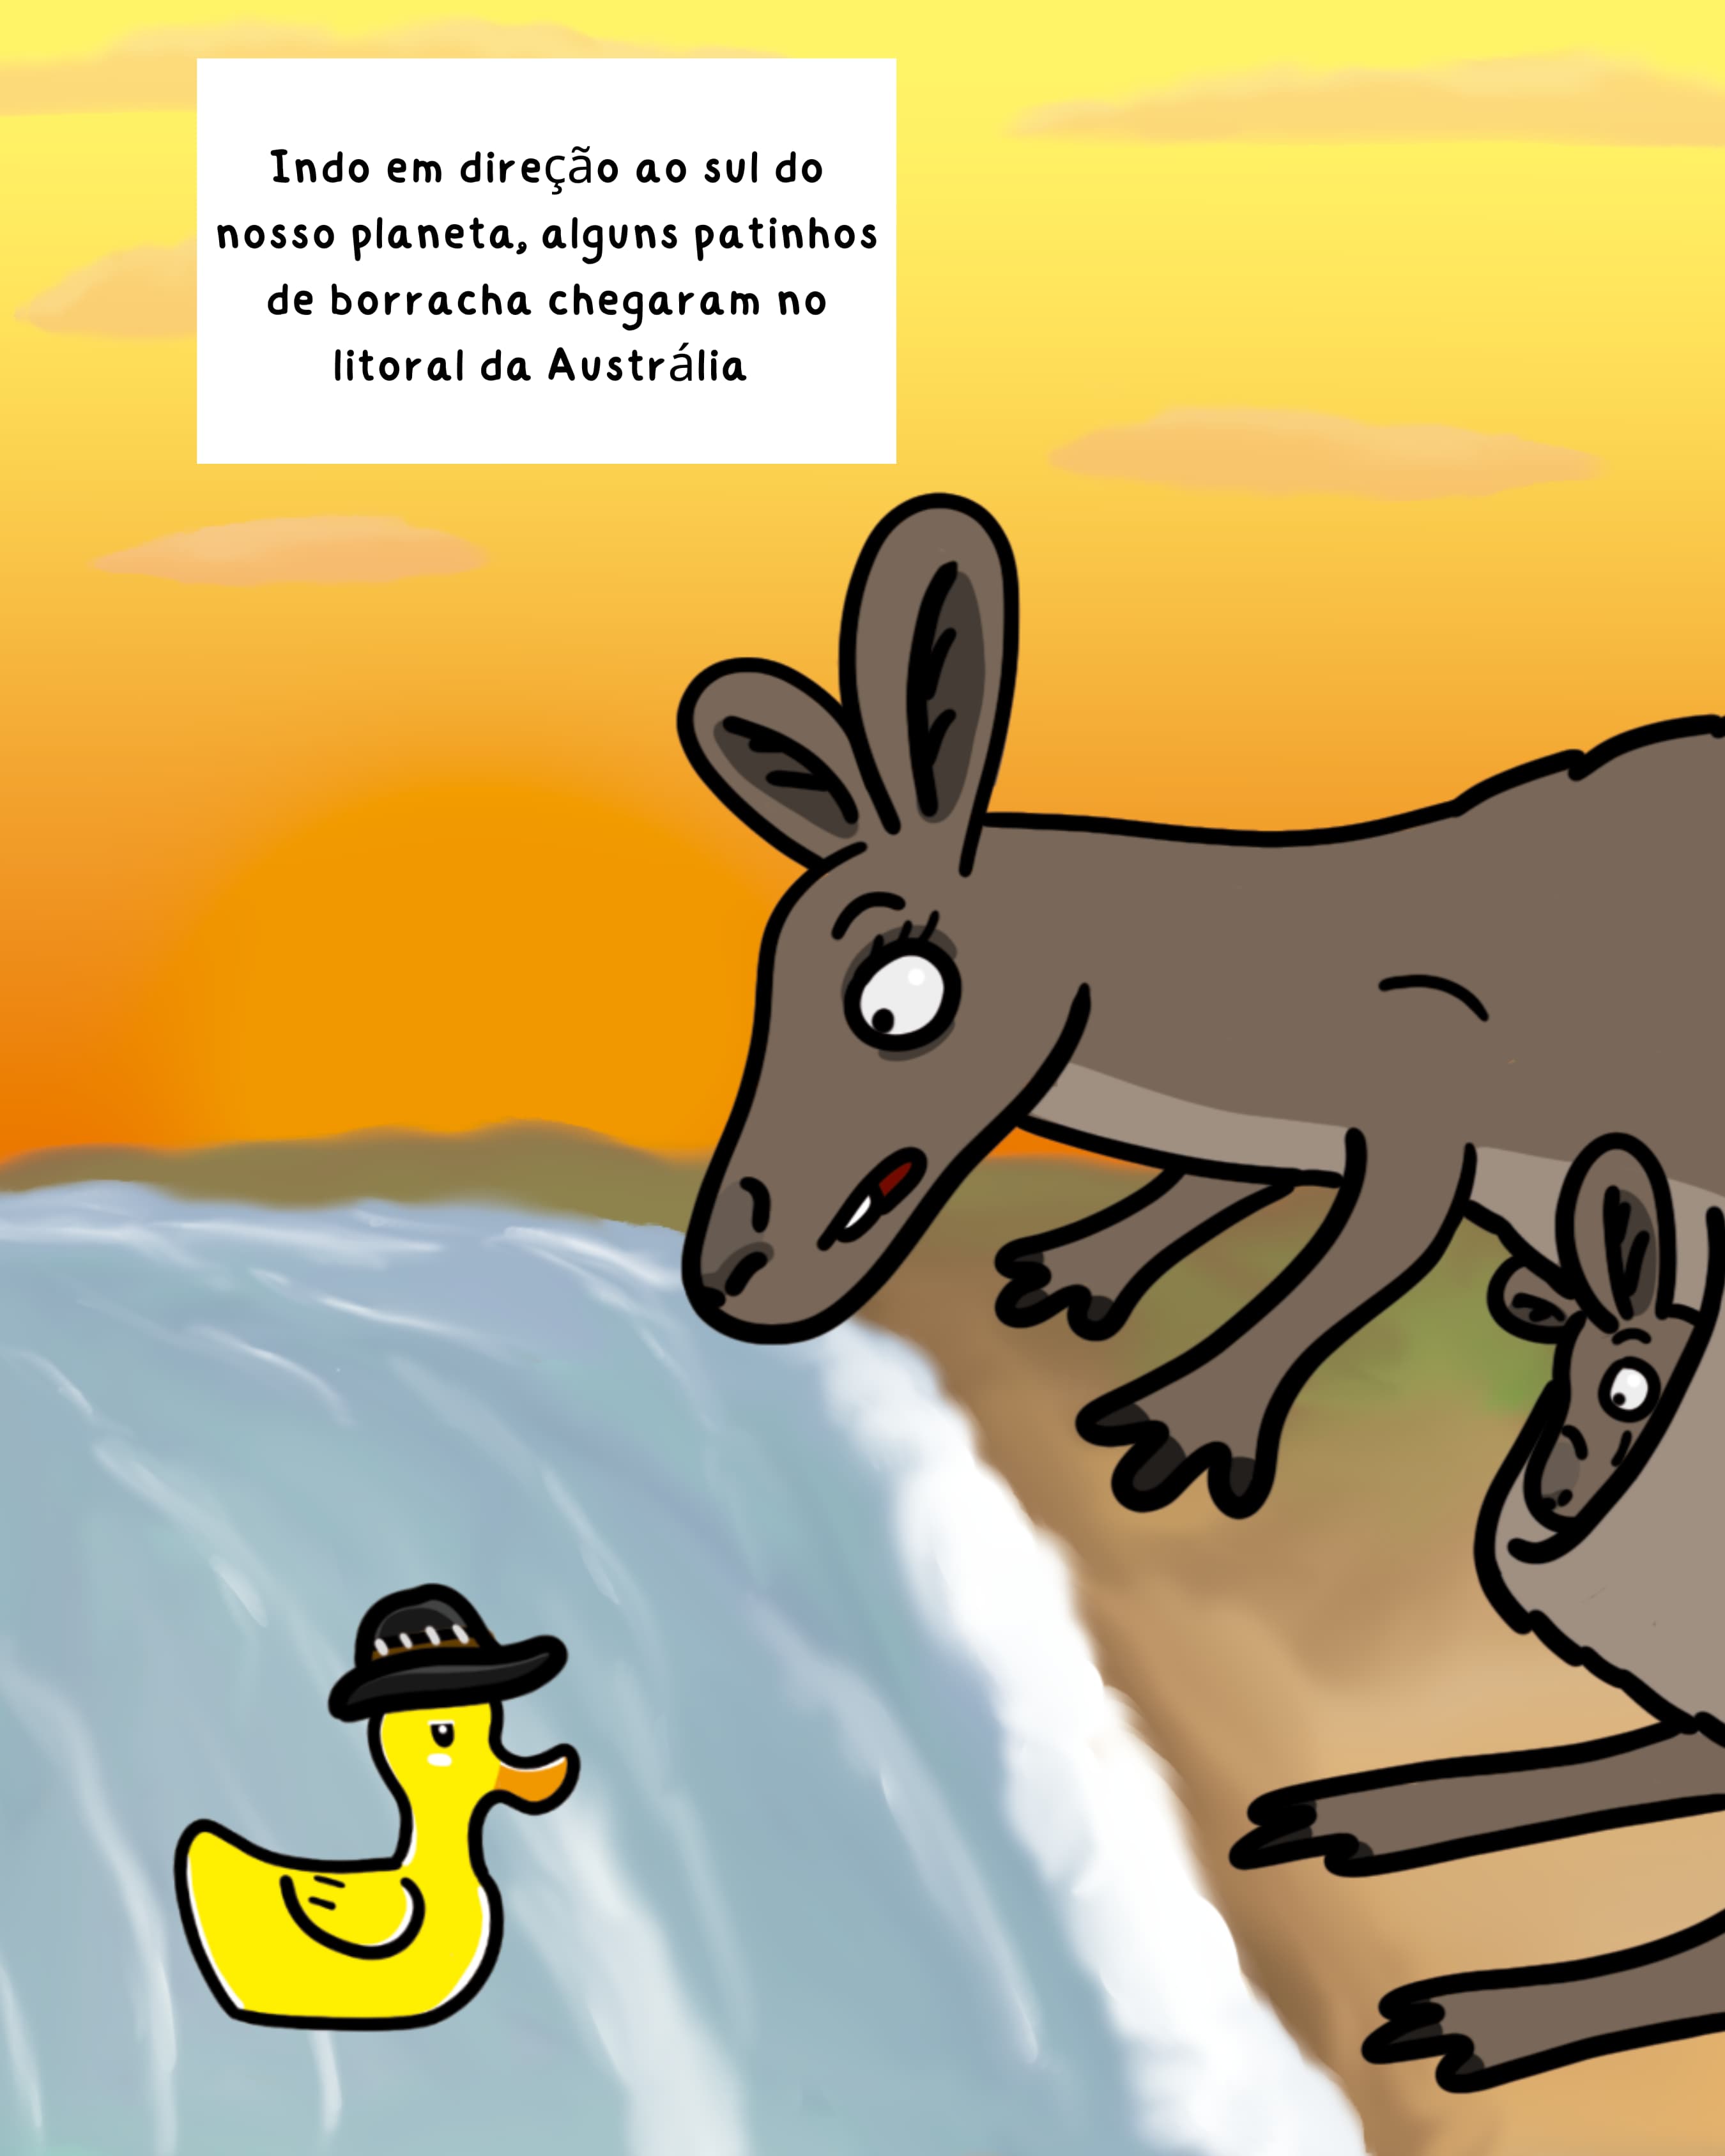 Indo em direção ao sul do
nosso planeta, alguns patinhos
de borracha chegaram no
litoral da Austrália